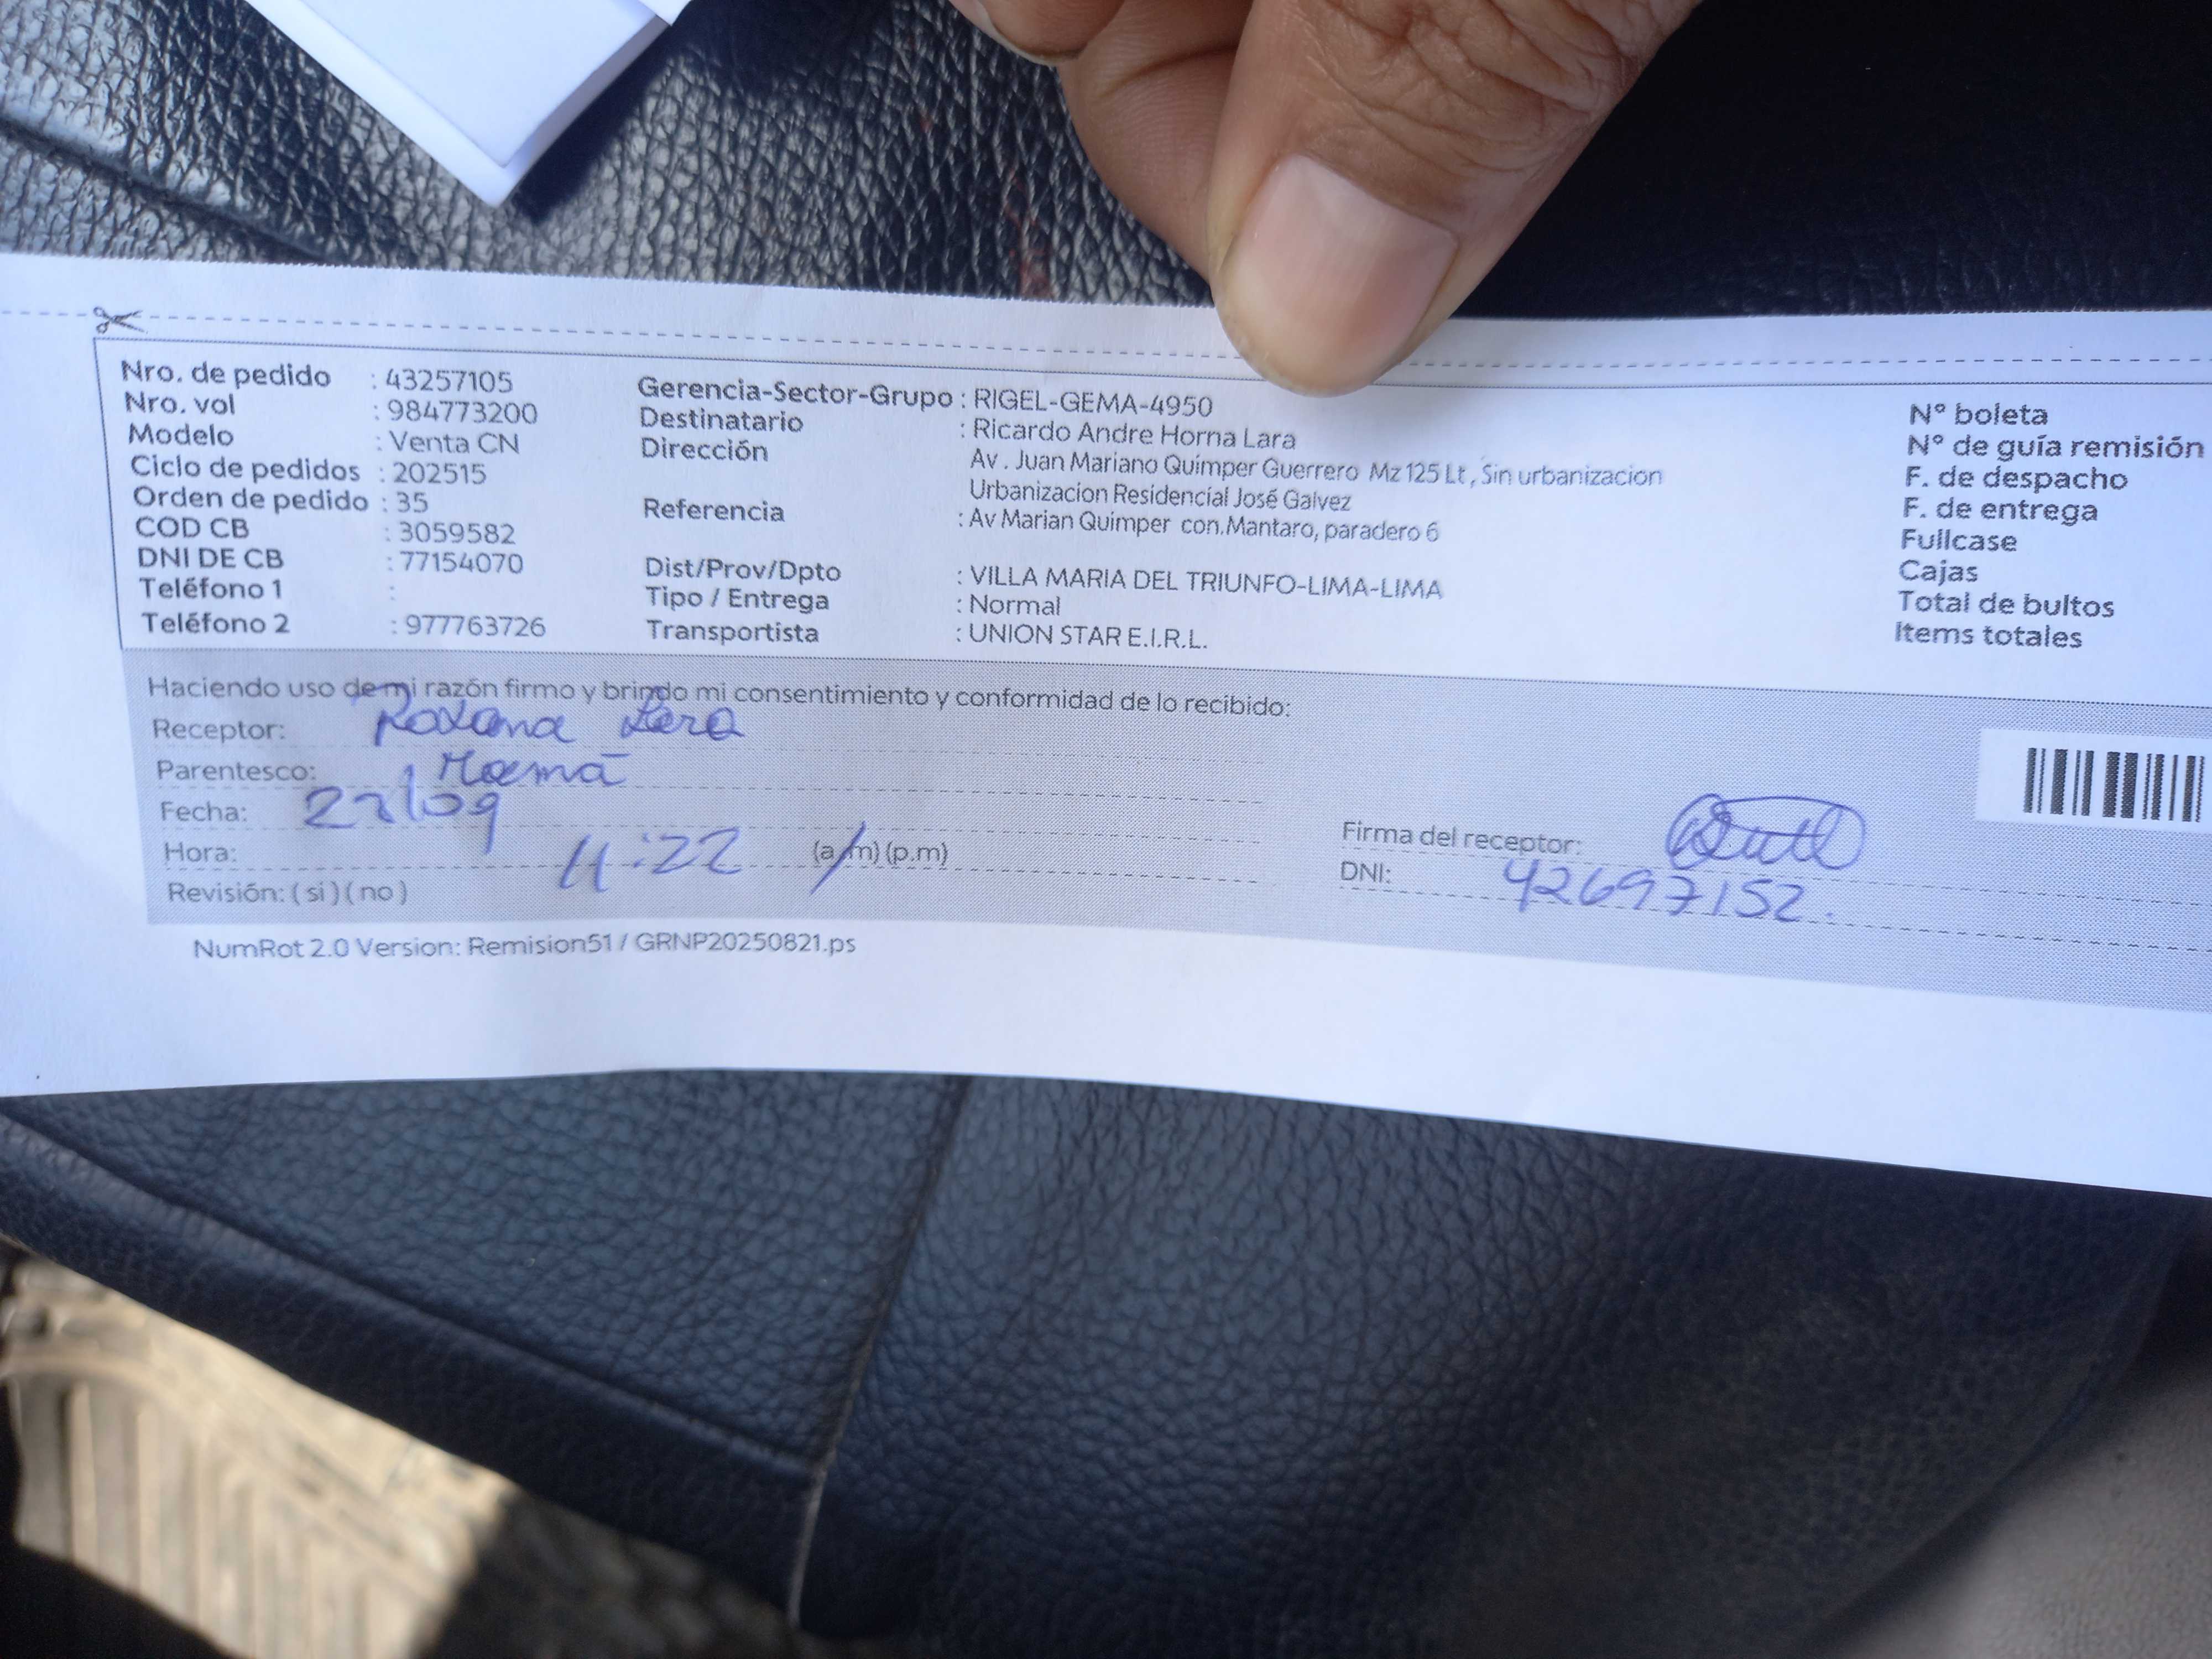 Nro. de pedido : 43257105
Nro. vol : 984773200
Modelo : Venta CN
Ciclo de pedidos : 202515
Orden de pedido : 35
COD CB : 3059582
DNI DE CB : 77154070
Teléfono 1 :
Teléfono 2 : 977763726
Gerencia-Sector-Grupo : RIGEL-GEMA-4950
Destinatario : Ricardo Andre Horna Lara
Dirección Av . Juan Mariano Quimper Guerrero Mz 125 Lt , Sin urbanizacion
Urbanizacion Residencial José Galvez
Referencia : Av Marian Quimper con.Mantaro, paradero 6
Dist/Prov/Dpto : VILLA MARIA DEL TRIUNFO-LIMA-LIMA
Tipo / Entrega : Normal
Transportista : UNION STAR E.I.R.L.
N° boleta
N° de guía remisión
F. de despacho
F. de entrega
Fullcase
Cajas
Total de bultos
Items totales
Haciendo uso de mi razón firmo y brindo mi consentimiento y conformidad de lo recibido:
Receptor: Roxana Lara
Parentesco: Mamá
Fecha: /09
Hora: 11:22 (a.m) (p.m)
Revisión: ( si ) ( no )
Firma del receptor:
DNI: 42697152.
NumRot 2.0 Version: Remision51 / GRNP20250821.ps